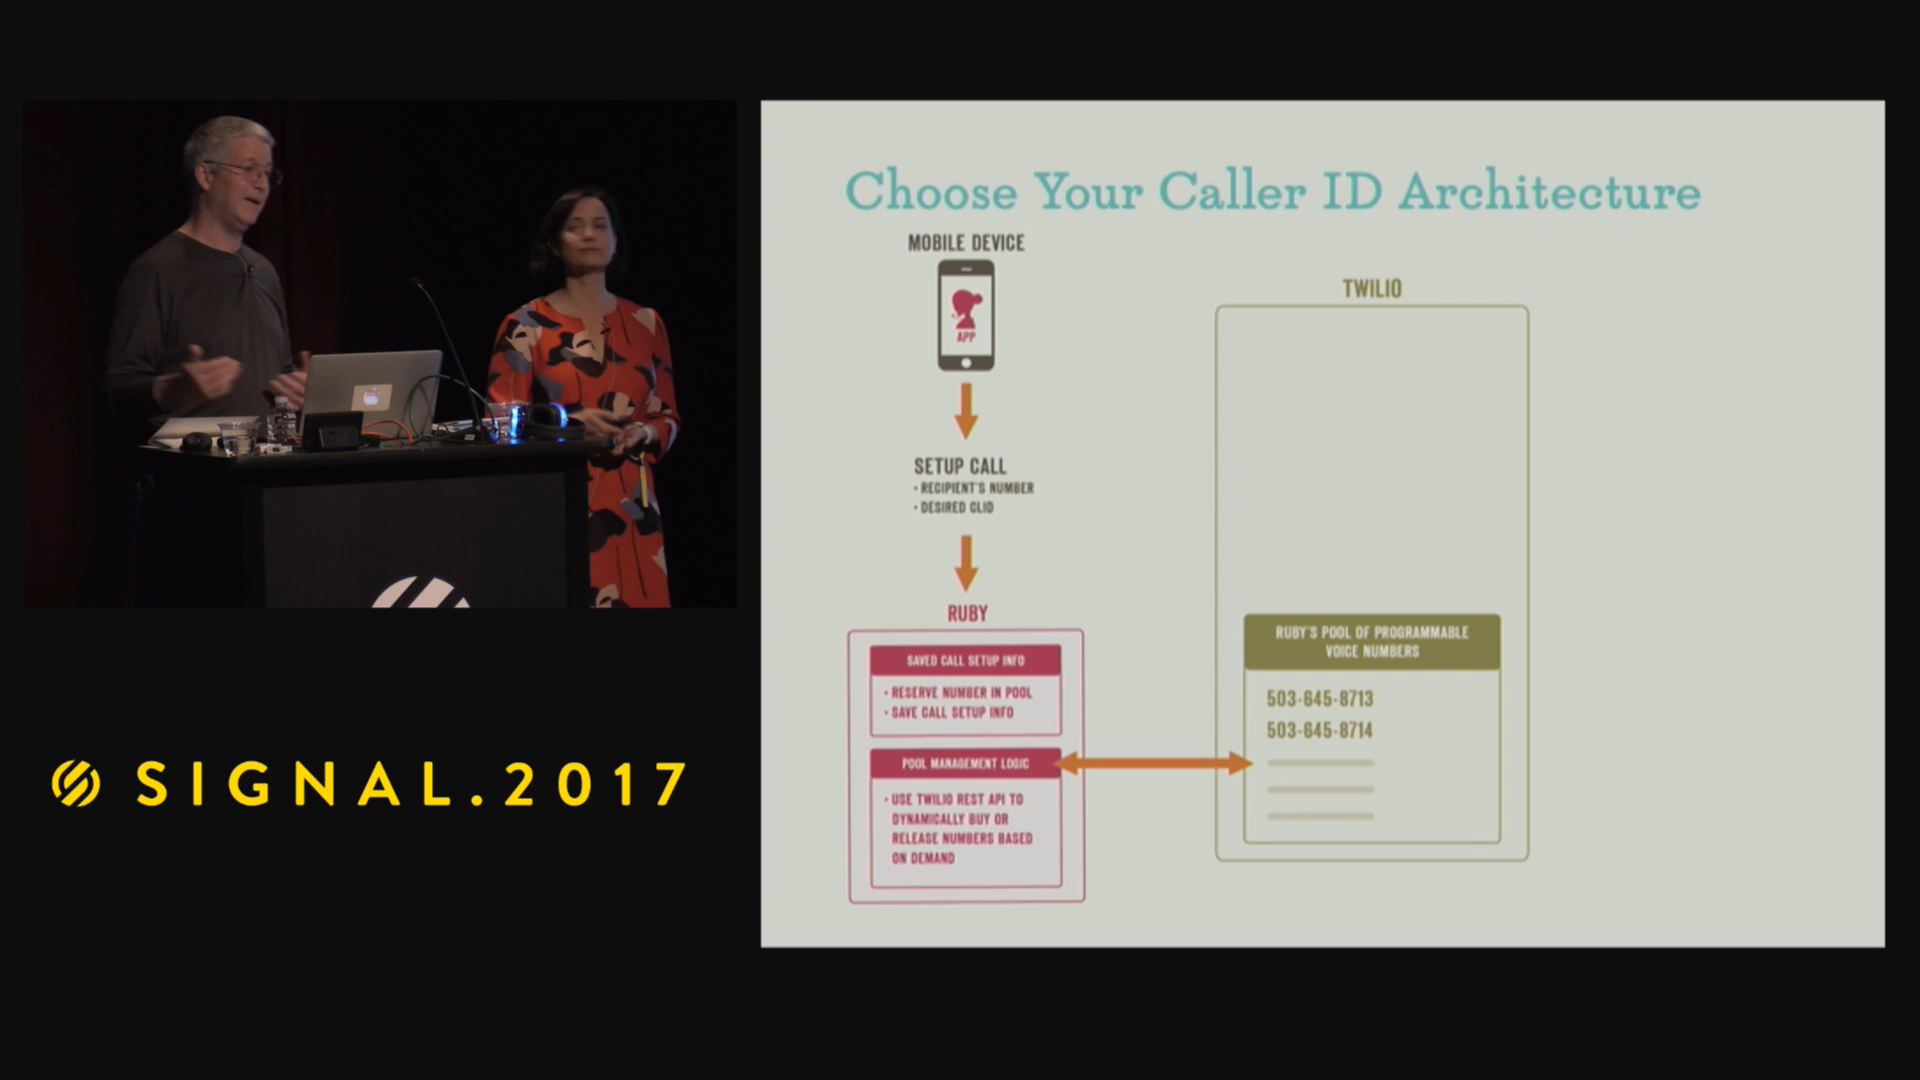 Choose Your Caller ID Architecture
MOBILE DEVICE
APP
SETUP CALL
• RECIPIENT'S NUMBER
• DESIRED CLID
RUBY
SAVED CALL SETUP INFO
• RESERVE NUMBER IN POOL
• SAVE CALL SETUP INFO
POOL MANAGEMENT LOGIC
• USE TWILIO REST API TO
DYNAMICALLY BUY OR
RELEASE NUMBERS BASED
ON DEMAND
TWILIO
RUBY'S POOL OF PROGRAMMABLE
VOICE NUMBERS
503-645-8713
503-645-8714
SIGNAL.2017